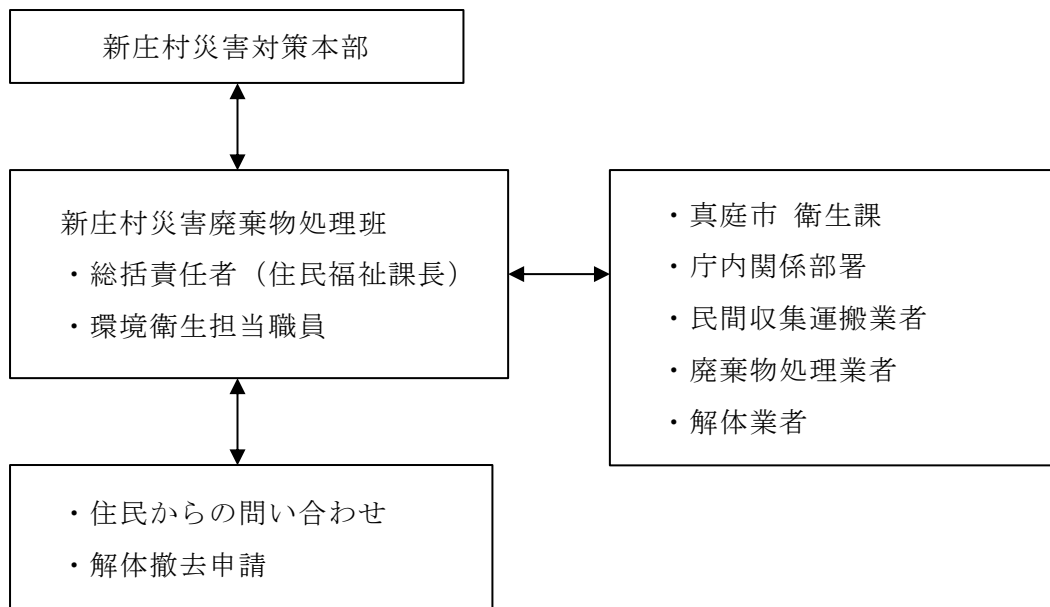 新庄村災害対策本部
新庄村災害廃棄物処理班
・総括責任者（住民福祉課長）
・環境衛生担当職員
・真庭市 衛生課
・庁内関係部署
・民間収集運搬業者
・廃棄物処理業者
・解体業者
・住民からの問い合わせ
・解体撤去申請